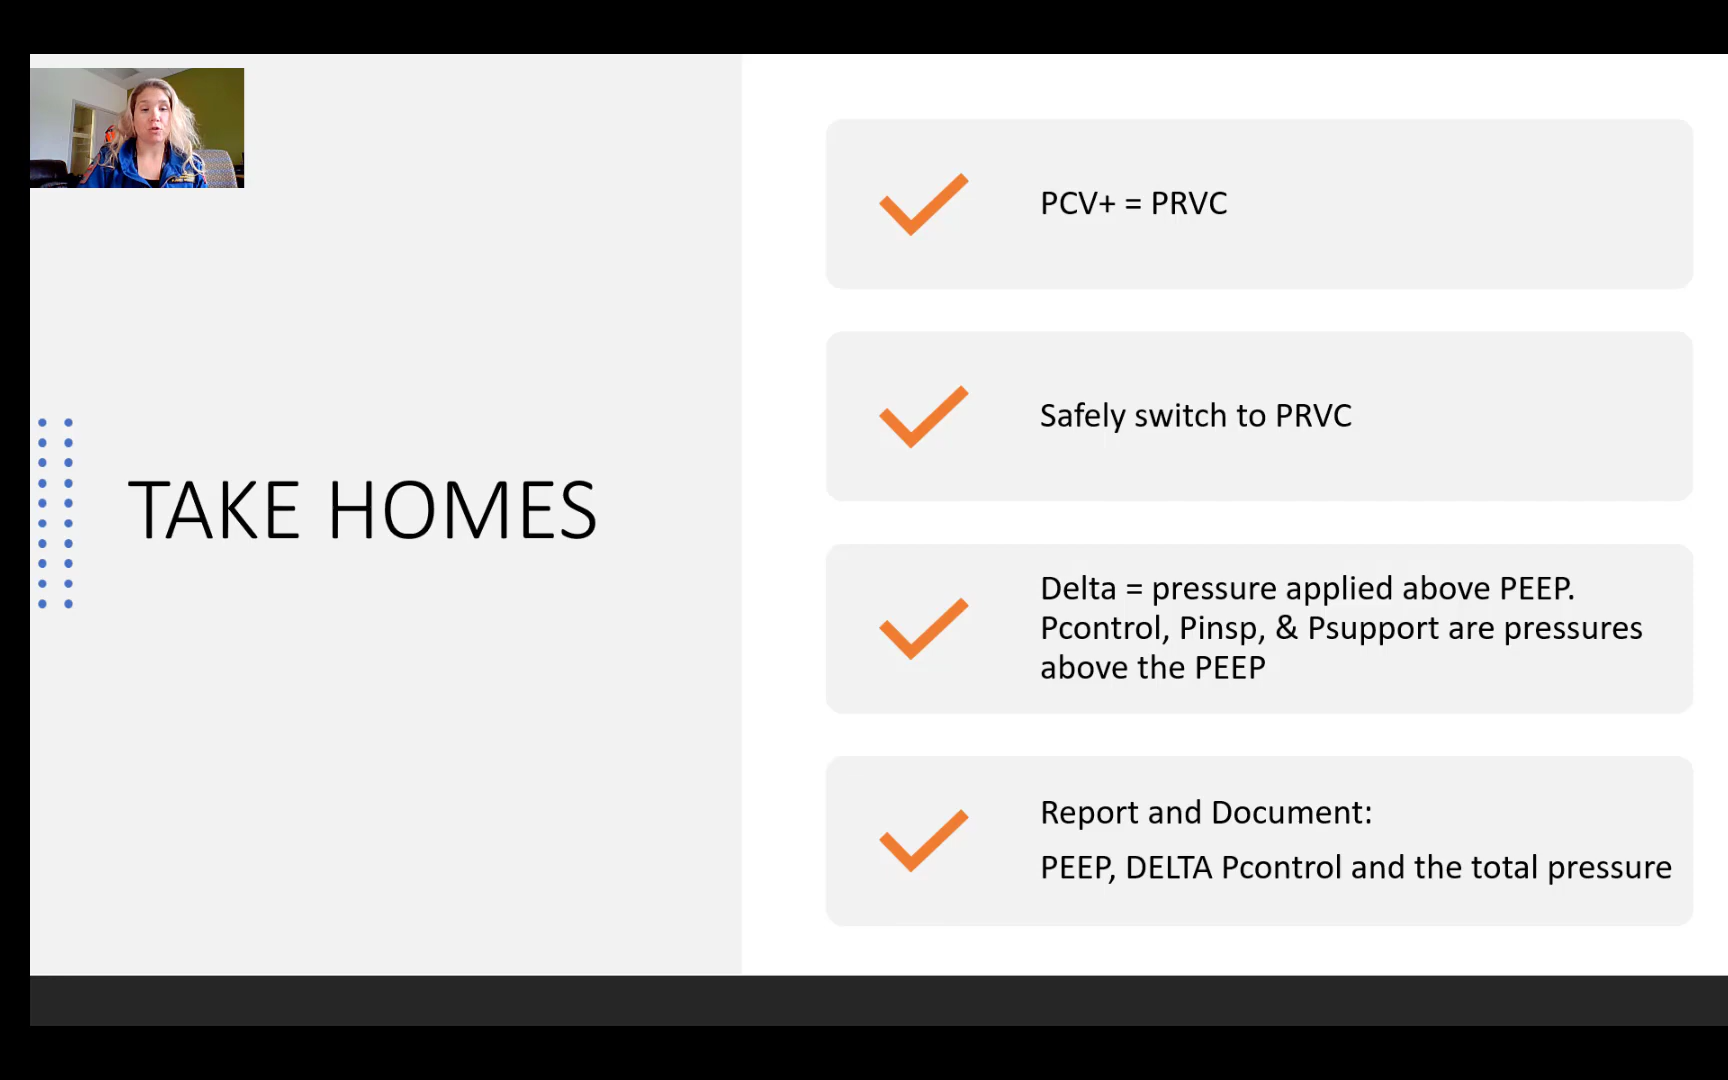 TAKE HOMES
PCV+ = PRVC
Safely switch to PRVC
Delta = pressure applied above PEEP.
Pcontrol, Pinsp, & Psupport are pressures
above the PEEP
Report and Document:
PEEP, DELTA Pcontrol and the total pressure